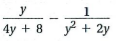 y/(4y + 8) − 1/(y² + 2y)